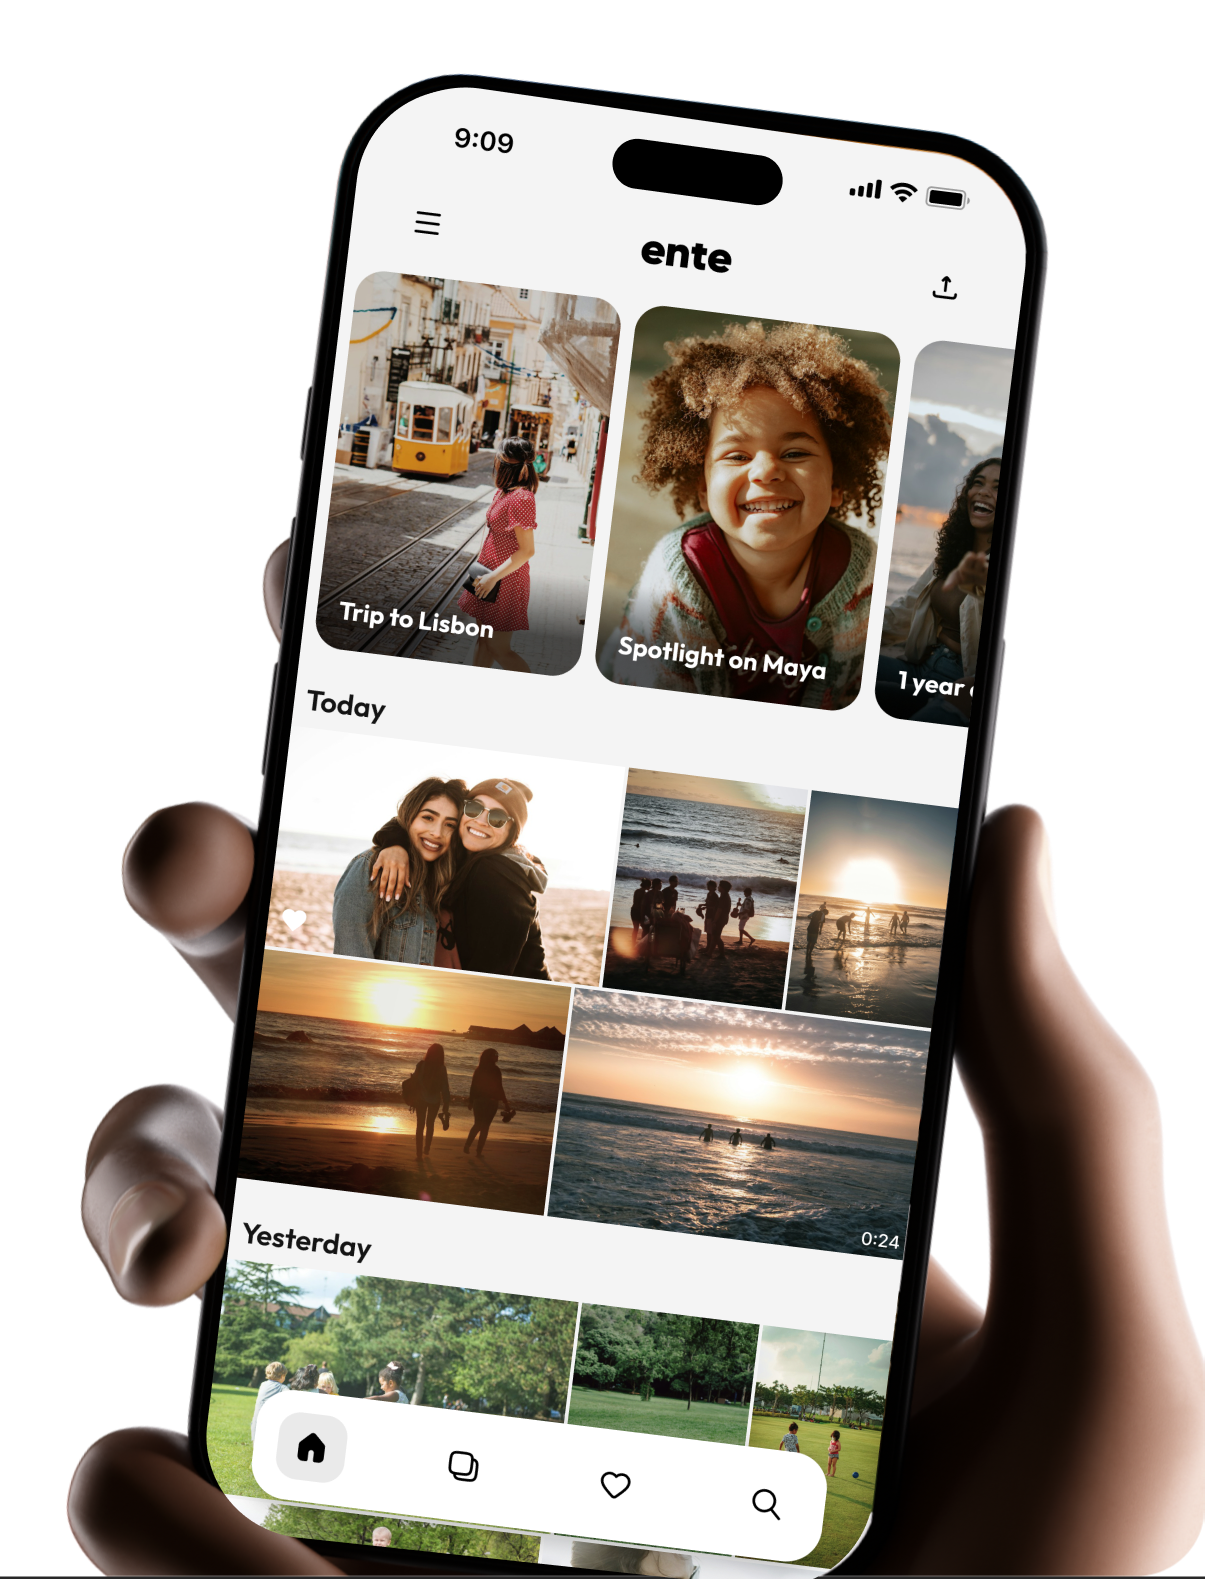 9:09
ente
Trip to Lisbon
Spotlight on Maya
1 year
Today
0:24
Yesterday